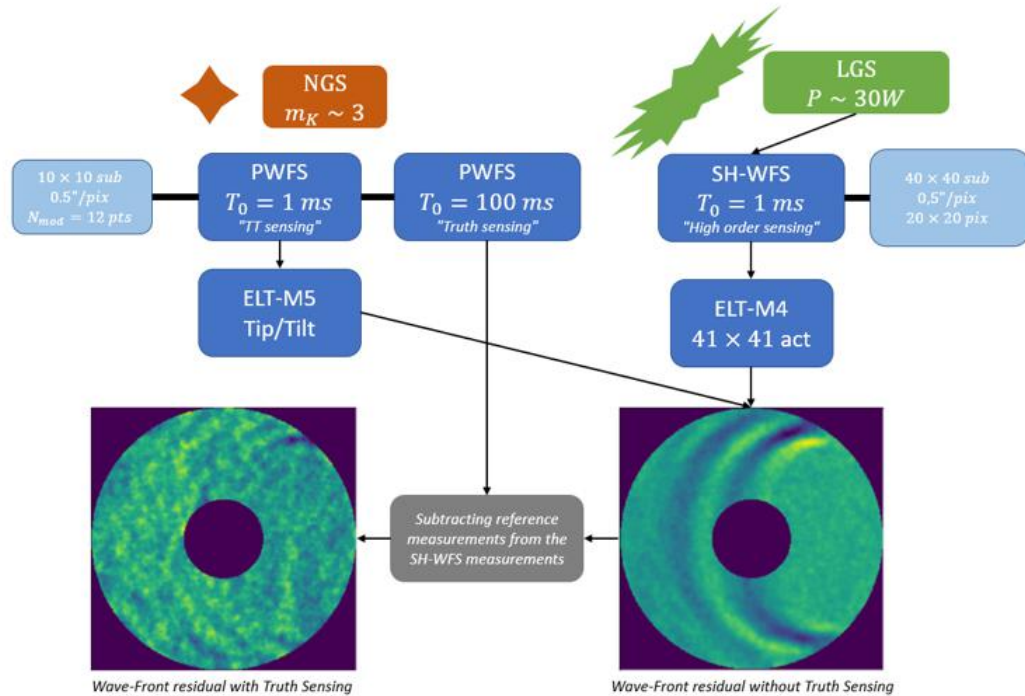 NGS
m_K ~ 3
LGS
P ~ 30W
10 × 10 sub
0.5"/pix
N_mod = 12 pts
PWFS
T_0 = 1 ms
"TT sensing"
PWFS
T_0 = 100 ms
"Truth sensing"
SH-WFS
T_0 = 1 ms
"High order sensing"
40 × 40 sub
0,5"/pix
20 × 20 pix
ELT-M5
Tip/Tilt
ELT-M4
41 × 41 act
Subtracting reference
measurements from the
SH-WFS measurements
Wave-Front residual with Truth Sensing
Wave-Front residual without Truth Sensing